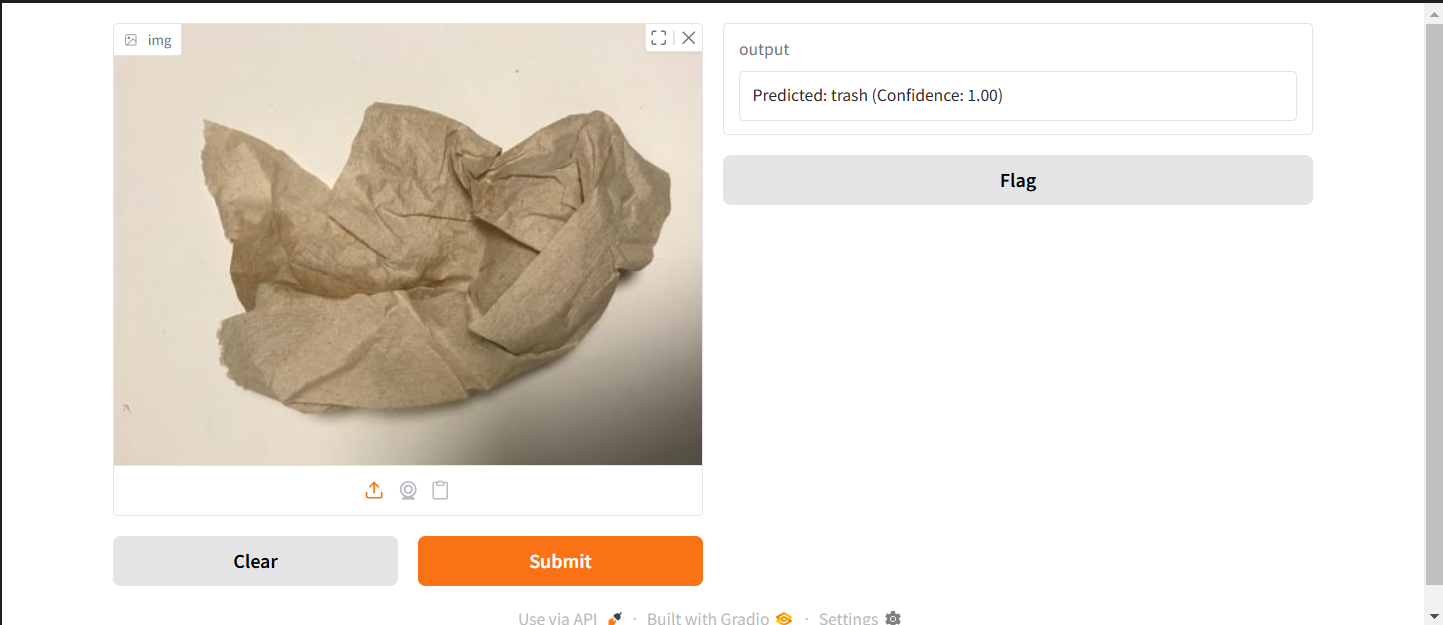 img
output
Predicted: trash (Confidence: 1.00)
Flag
Clear
Submit
Use via API · Built with Gradio · Settings